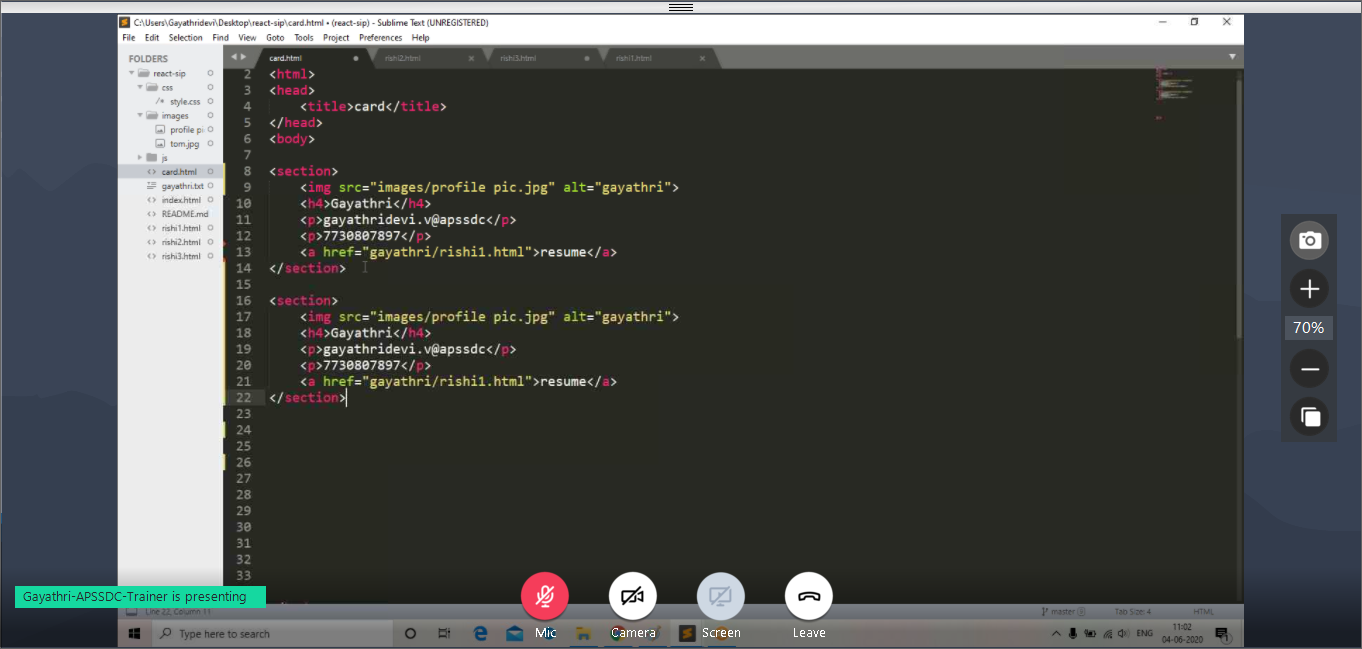 C:\Users\Gayathridevi\Desktop\react-sip\card.html • (react-sip) - Sublime Text (UNREGISTERED)
File Edit Selection Find View Goto Tools Project Preferences Help
FOLDERS
react-sip
css
/* style.css
images
profile pi
tom.jpg
js
<> card.html
gayathri.txt
<> index.html
<> README.md
<> rishi1.html
<> rishi2.html
<> rishi3.html
card.html rishi2.html rishi3.html rishi1.html
2 <html>
3 <head>
4 <title>card</title>
5 </head>
6 <body>
7
8 <section>
9 <img src="images/profile pic.jpg" alt="gayathri">
10 <h4>Gayathri</h4>
11 <p>gayathridevi.v@apssdc</p>
12 <p>7730807897</p>
13 <a href="gayathri/rishi1.html">resume</a>
14 </section>
15
16 <section>
17 <img src="images/profile pic.jpg" alt="gayathri">
18 <h4>Gayathri</h4>
19 <p>gayathridevi.v@apssdc</p>
20 <p>7730807897</p>
21 <a href="gayathri/rishi1.html">resume</a>
22 </section>
23
24
25
26
27
28
29
30
31
32
33
70%
Gayathri-APSSDC-Trainer is presenting
Line 22, Column 11 master Tab Size: 4 HTML
Type here to search
Mic Camera Screen Leave
ENG
11:02
04-06-2020
1